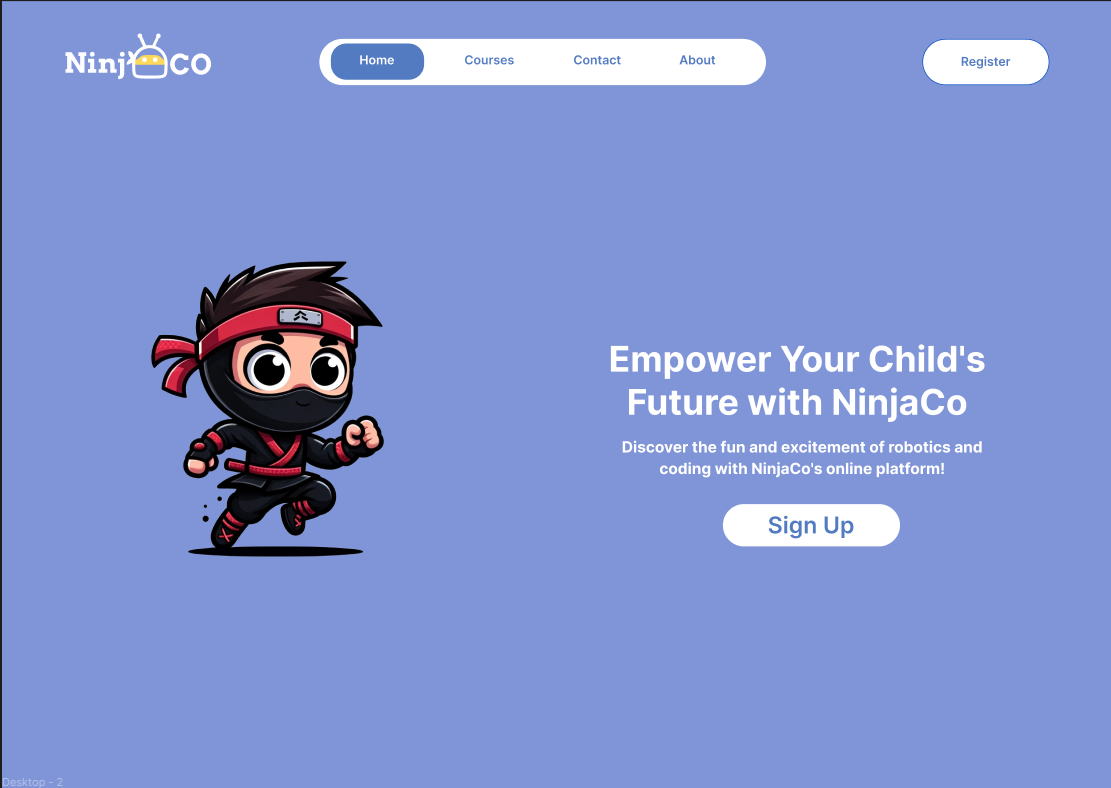 NinjaCO
Home
Courses
Contact
About
Register
Empower Your Child's
Future with NinjaCo
Discover the fun and excitement of robotics and
coding with NinjaCo's online platform!
Sign Up
Desktop - 2